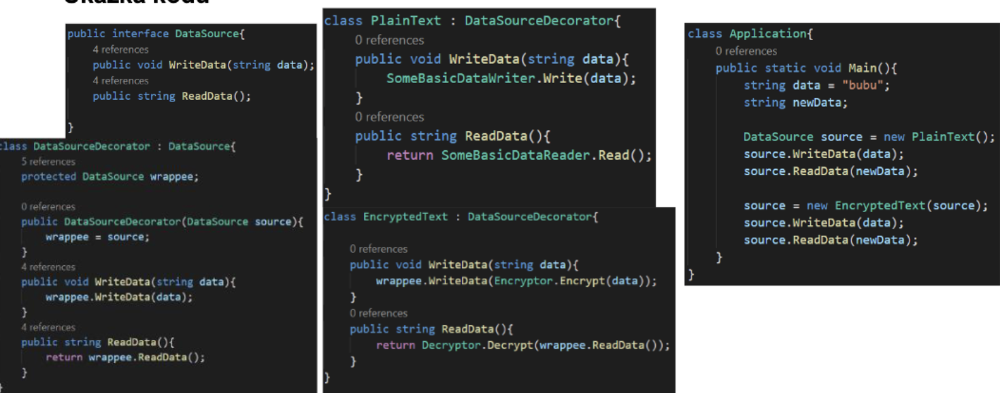 Ukázka kódu
public interface DataSource{
4 references
public void WriteData(string data);
4 references
public string ReadData();
}
class DataSourceDecorator : DataSource{
5 references
protected DataSource wrappee;
0 references
public DataSourceDecorator(DataSource source){
wrappee = source;
}
4 references
public void WriteData(string data){
wrappee.WriteData(data);
}
4 references
public string ReadData(){
return wrappee.ReadData();
}
}
class PlainText : DataSourceDecorator{
0 references
public void WriteData(string data){
SomeBasicDataWriter.Write(data);
}
0 references
public string ReadData(){
return SomeBasicDataReader.Read();
}
}
class EncryptedText : DataSourceDecorator{
0 references
public void WriteData(string data){
wrappee.WriteData(Encryptor.Encrypt(data));
}
0 references
public string ReadData(){
return Decryptor.Decrypt(wrappee.ReadData());
}
}
class Application{
0 references
public static void Main(){
string data = "bubu";
string newData;
DataSource source = new PlainText();
source.WriteData(data);
source.ReadData(newData);
source = new EncryptedText(source);
source.WriteData(data);
source.ReadData(newData);
}
}